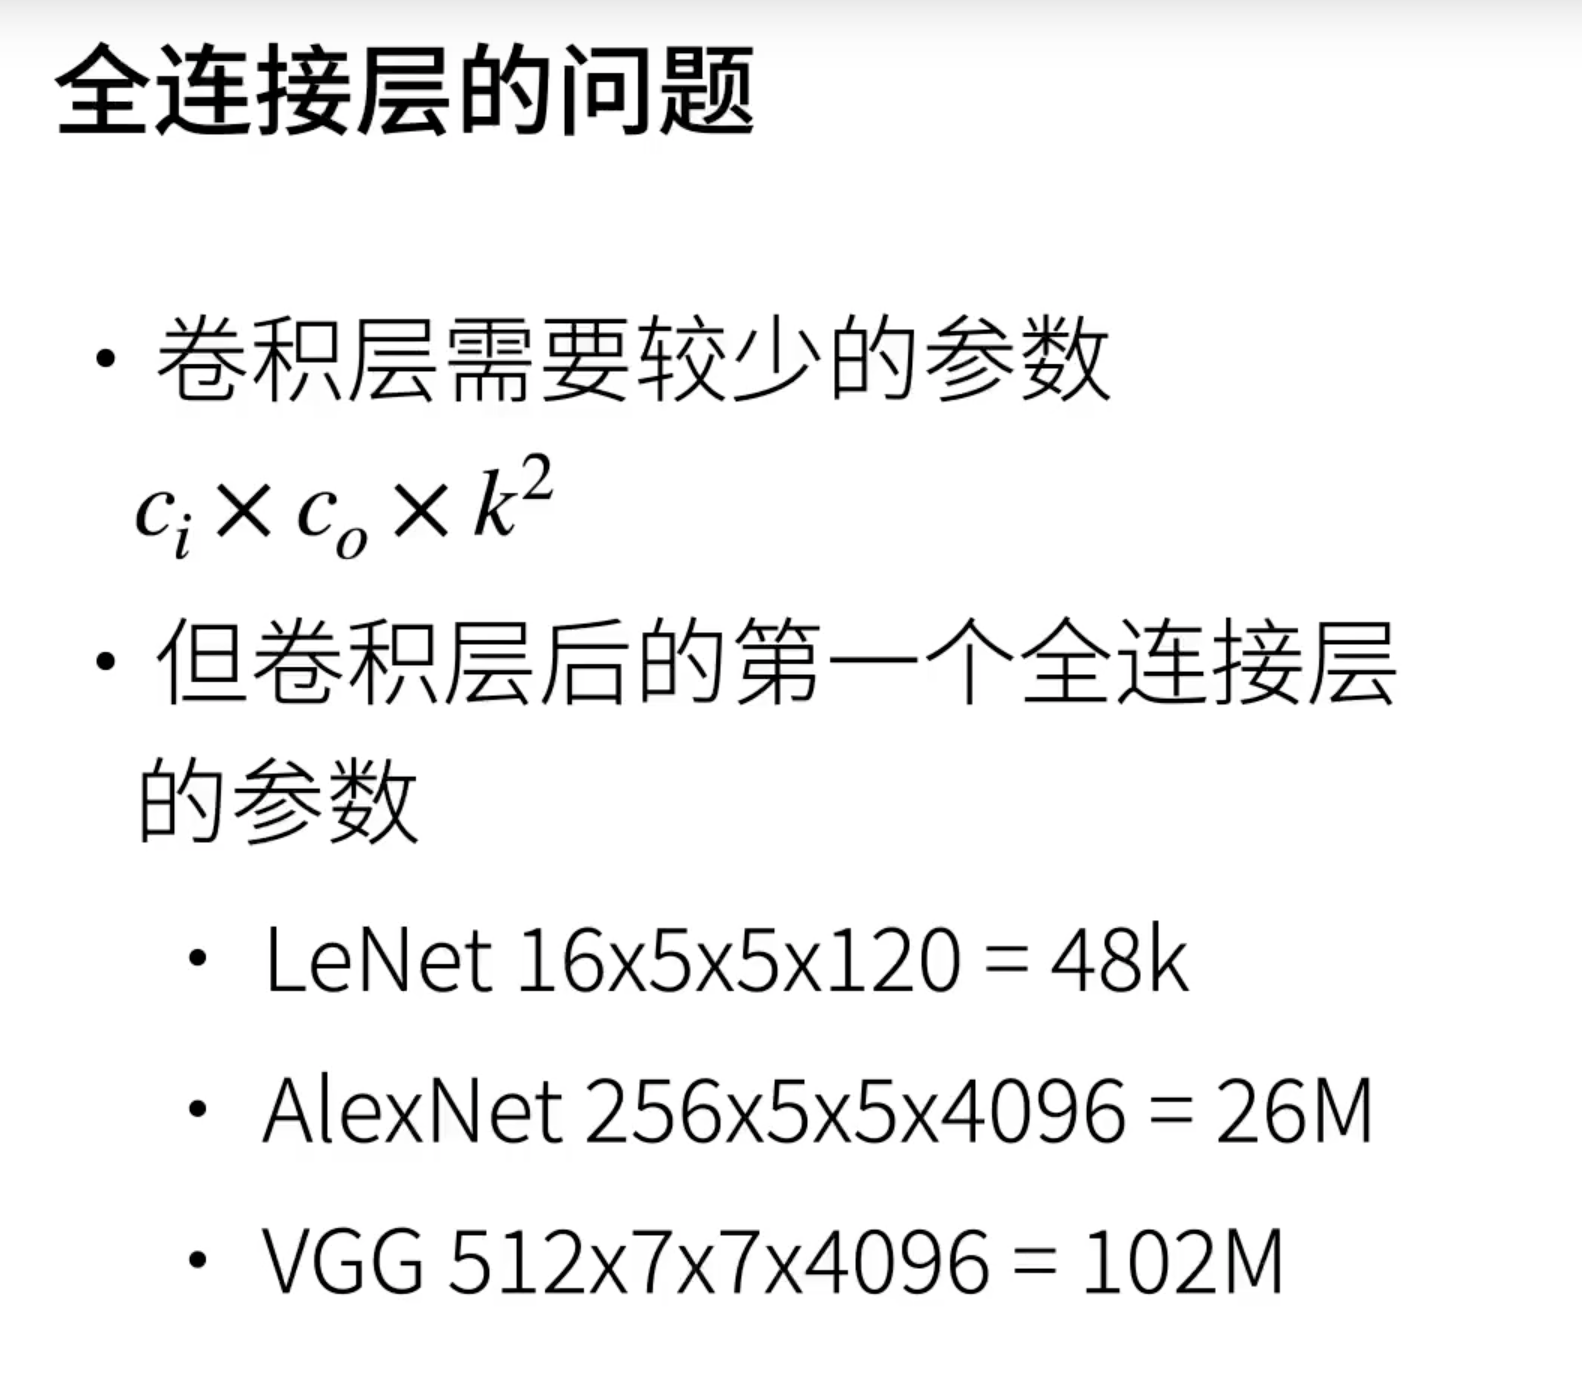 全连接层的问题
• 卷积层需要较少的参数
$c_i \times c_o \times k^2$
• 但卷积层后的第一个全连接层
的参数
• LeNet 16x5x5x120 = 48k
• AlexNet 256x5x5x4096 = 26M
• VGG 512x7x7x4096 = 102M